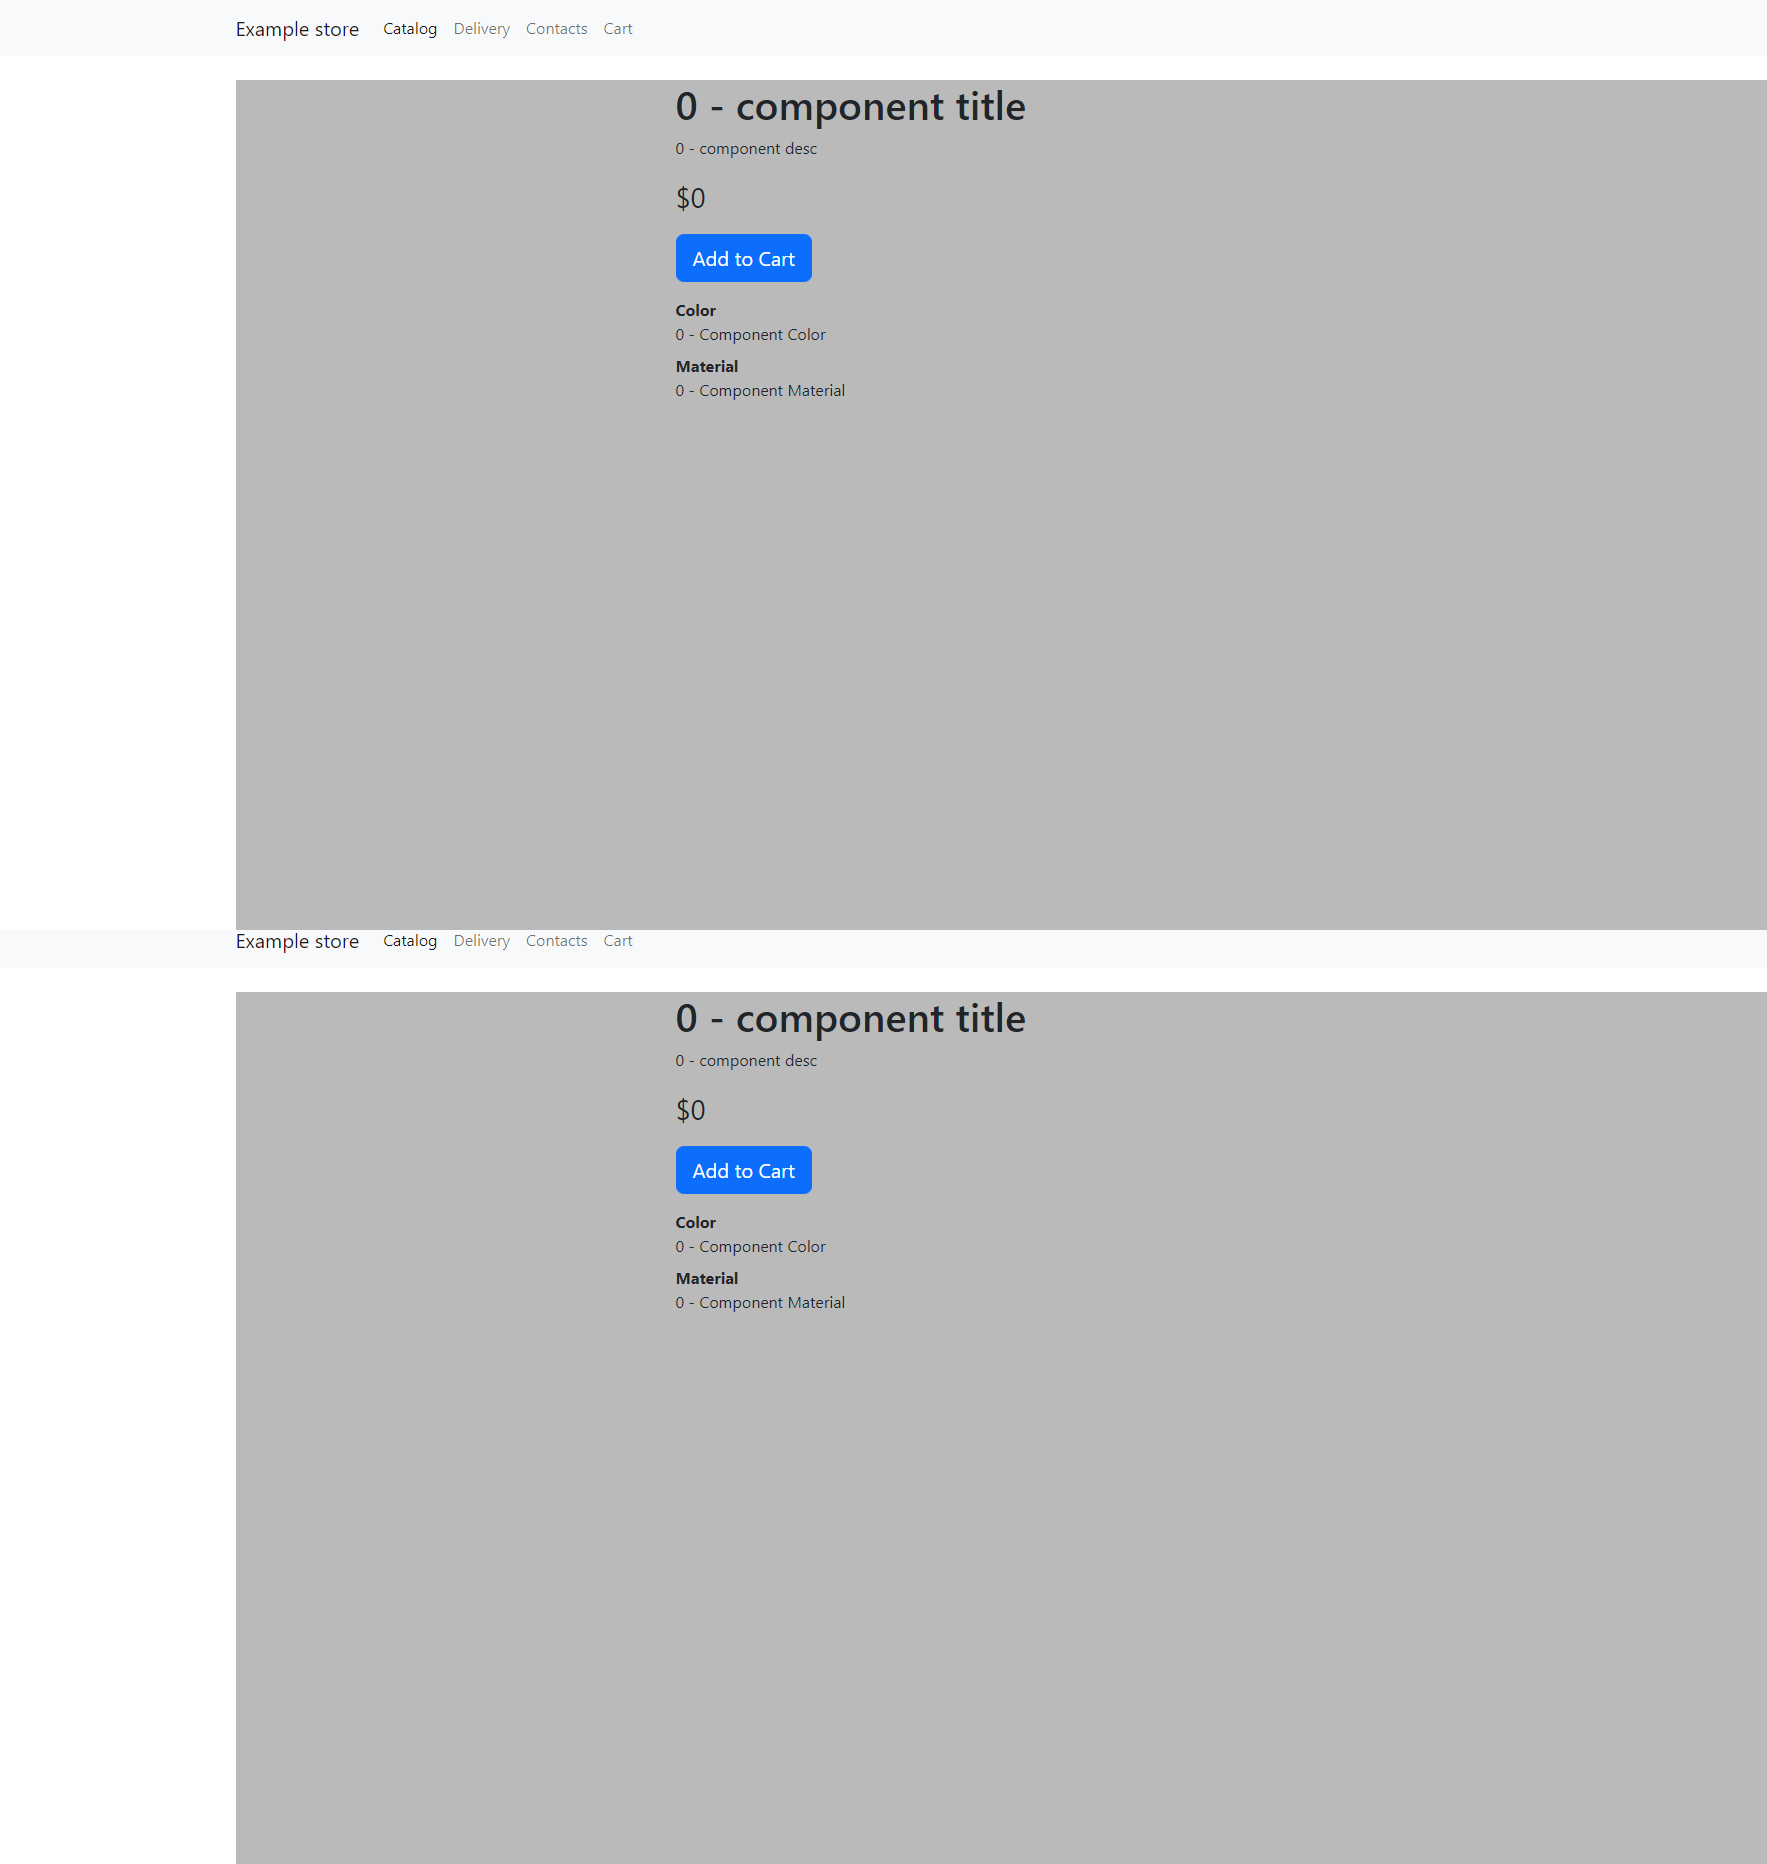 Example store Catalog Delivery Contacts Cart
0 - component title
0 - component desc
$0
Add to Cart
Color
0 - Component Color
Material
0 - Component Material
Example store Catalog Delivery Contacts Cart
0 - component title
0 - component desc
$0
Add to Cart
Color
0 - Component Color
Material
0 - Component Material